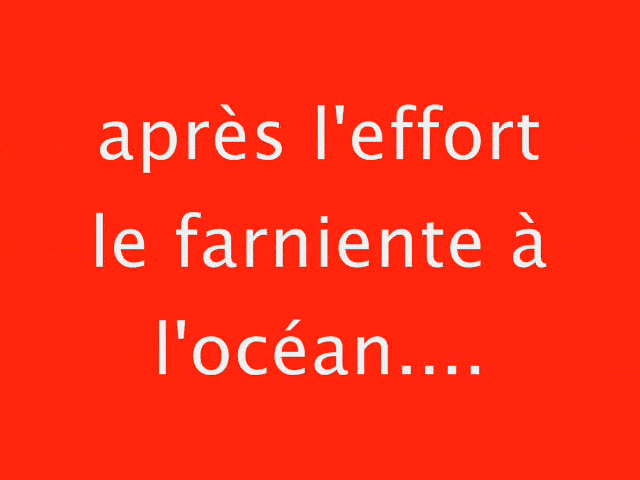 après l'effort
le farniente à
l'océan....